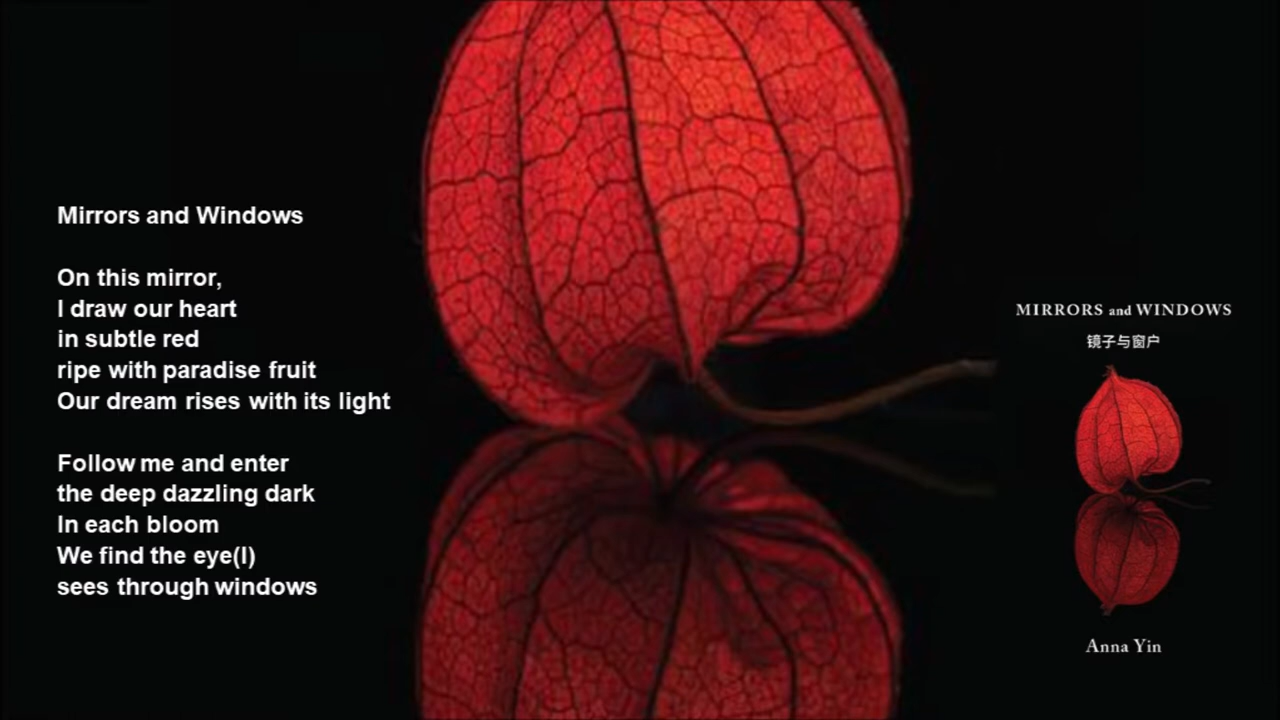 Mirrors and Windows
On this mirror,
I draw our heart
in subtle red
ripe with paradise fruit
Our dream rises with its light
Follow me and enter
the deep dazzling dark
In each bloom
We find the eye(I)
sees through windows
MIRRORS and WINDOWS
镜子与窗户
Anna Yin